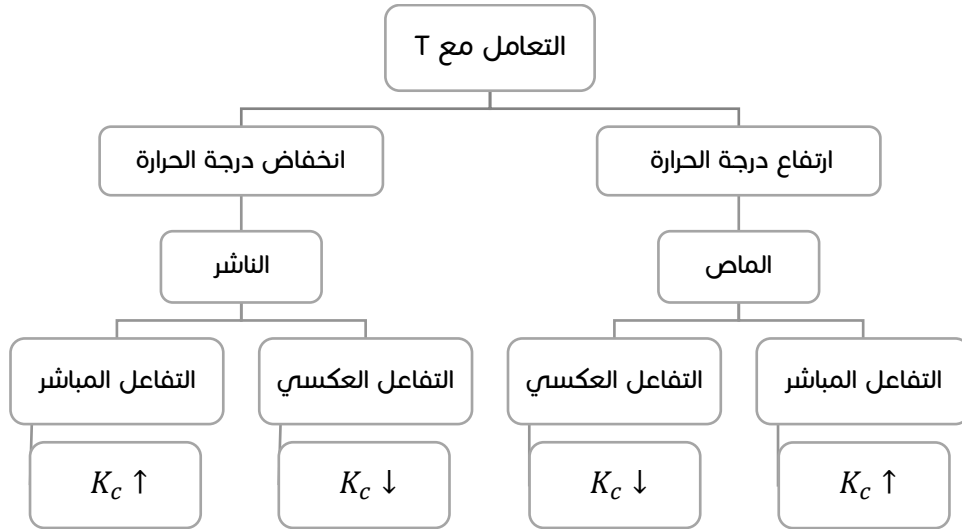 التعامل مع T
ارتفاع درجة الحرارة
انخفاض درجة الحرارة
الماص
الناشر
التفاعل المباشر
التفاعل العكسي
التفاعل العكسي
التفاعل المباشر
K_c ↑
K_c ↓
K_c ↓
K_c ↑